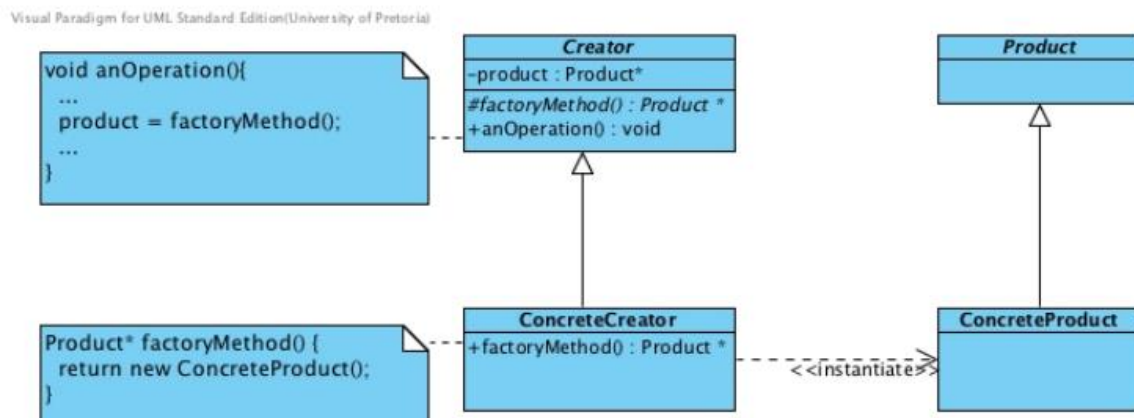 Visual Paradigm for UML Standard Edition(University of Pretoria)
void anOperation(){
...
product = factoryMethod();
...
}
Creator
-product : Product*
#factoryMethod() : Product *
+anOperation() : void
Product
Product* factoryMethod() {
return new ConcreteProduct();
}
ConcreteCreator
+factoryMethod() : Product *
<<instantiate>>
ConcreteProduct